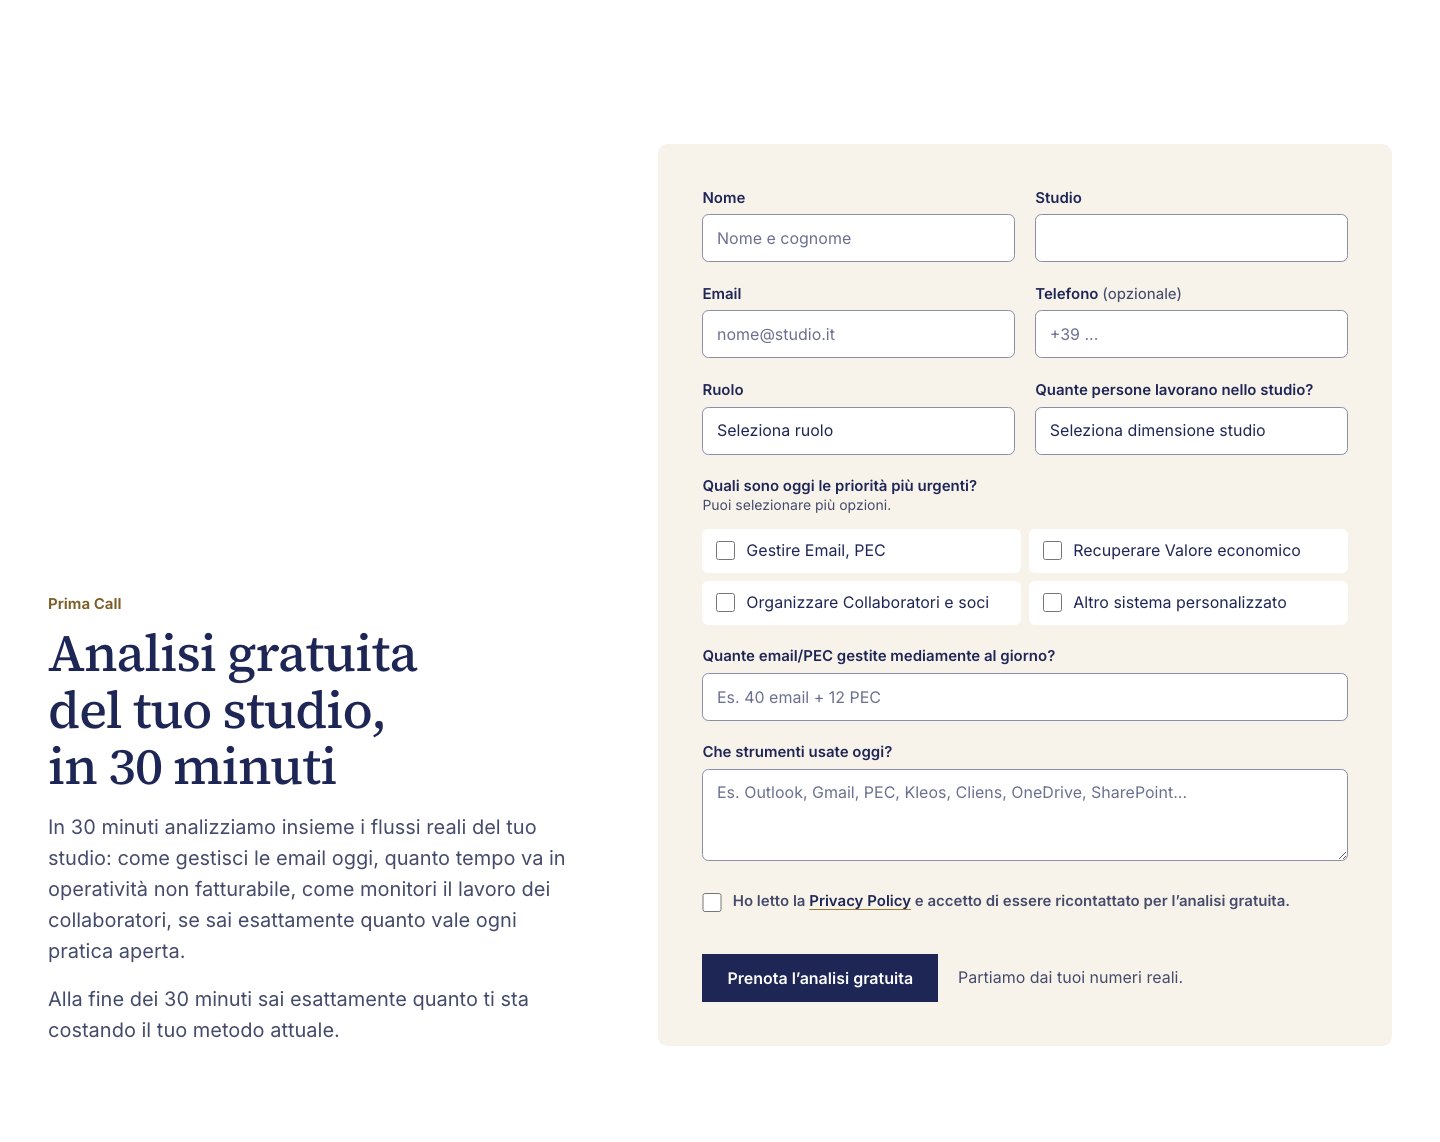 Prima Call
Analisi gratuita
del tuo studio,
in 30 minuti
In 30 minuti analizziamo insieme i flussi reali del tuo
studio: come gestisci le email oggi, quanto tempo va in
operatività non fatturabile, come monitori il lavoro dei
collaboratori, se sai esattamente quanto vale ogni
pratica aperta.
Alla fine dei 30 minuti sai esattamente quanto ti sta
costando il tuo metodo attuale.
Nome
Nome e cognome
Studio
Email
nome@studio.it
Telefono (opzionale)
+39 ...
Ruolo
Seleziona ruolo
Quante persone lavorano nello studio?
Seleziona dimensione studio
Quali sono oggi le priorità più urgenti?
Puoi selezionare più opzioni.
Gestire Email, PEC
Recuperare Valore economico
Organizzare Collaboratori e soci
Altro sistema personalizzato
Quante email/PEC gestite mediamente al giorno?
Es. 40 email + 12 PEC
Che strumenti usate oggi?
Es. Outlook, Gmail, PEC, Kleos, Cliens, OneDrive, SharePoint...
Ho letto la Privacy Policy e accetto di essere ricontattato per l’analisi gratuita.
Prenota l’analisi gratuita
Partiamo dai tuoi numeri reali.